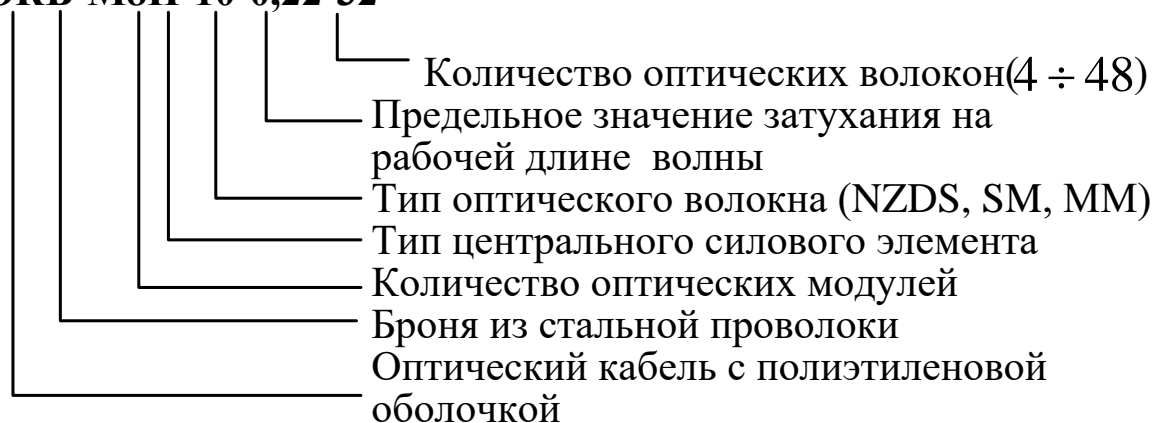 Количество оптических волокон(4 ÷ 48)
Предельное значение затухания на
рабочей длине волны
Тип оптического волокна (NZDS, SM, MM)
Тип центрального силового элемента
Количество оптических модулей
Броня из стальной проволоки
Оптический кабель с полиэтиленовой
оболочкой